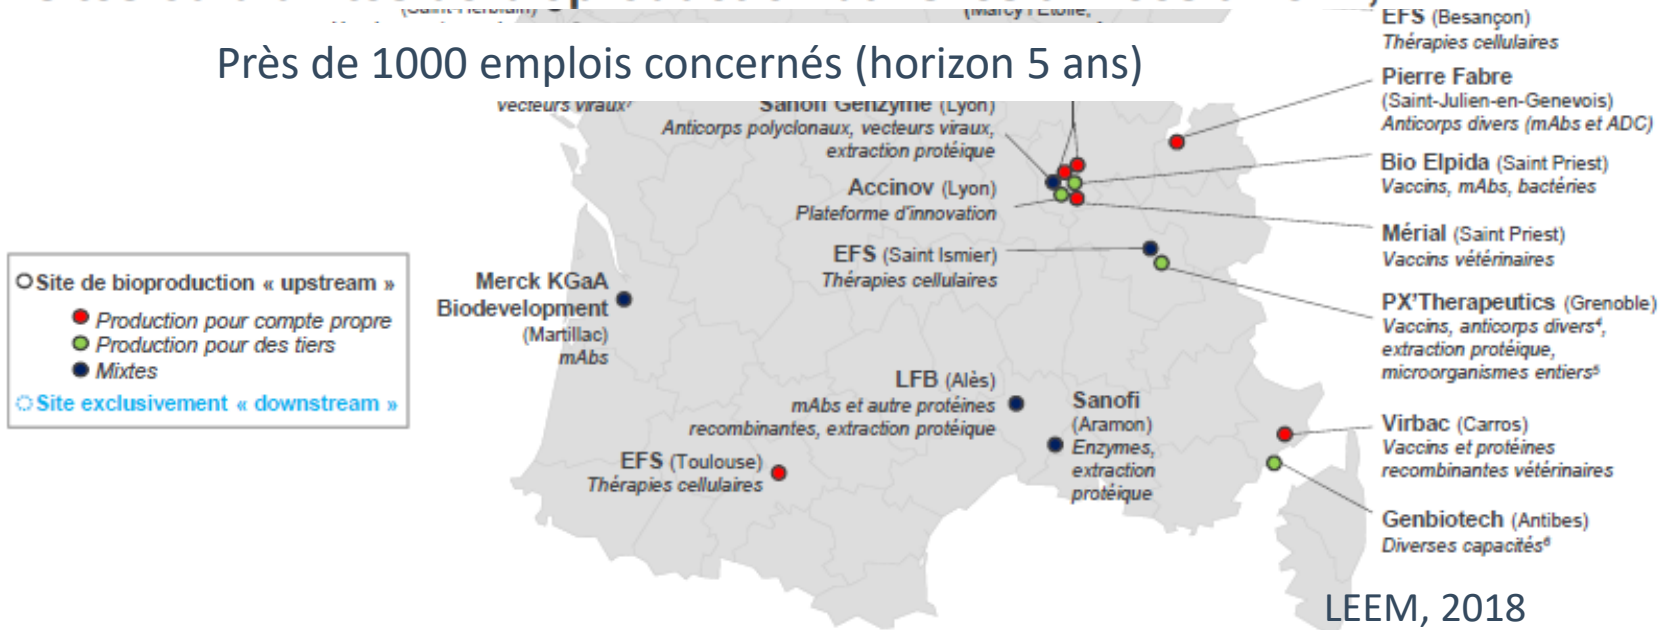 (Saint-Herblain)
(Marcy l'Etoile,
EFS (Besançon)
Thérapies cellulaires
Près de 1000 emplois concernés (horizon 5 ans)
Pierre Fabre
(Saint-Julien-en-Genevois)
Anticorps divers (mAbs et ADC)
vecteurs viraux⁷
Sanofi Genzyme (Lyon)
Anticorps polyclonaux, vecteurs viraux,
extraction protéique
Bio Elpida (Saint Priest)
Vaccins, mAbs, bactéries
Accinov (Lyon)
Plateforme d'innovation
Mérial (Saint Priest)
Vaccins vétérinaires
EFS (Saint Ismier)
Thérapies cellulaires
Site de bioproduction « upstream »
Production pour compte propre
Production pour des tiers
Mixtes
Site exclusivement « downstream »
Merck KGaA
Biodevelopment
(Martillac)
mAbs
PX'Therapeutics (Grenoble)
Vaccins, anticorps divers⁴,
extraction protéique,
microorganismes entiers⁵
LFB (Alès)
mAbs et autre protéines
recombinantes, extraction protéique
Sanofi
(Aramon)
Enzymes,
extraction
protéique
Virbac (Carros)
Vaccins et protéines
recombinantes vétérinaires
EFS (Toulouse)
Thérapies cellulaires
Genbiotech (Antibes)
Diverses capacités⁶
LEEM, 2018